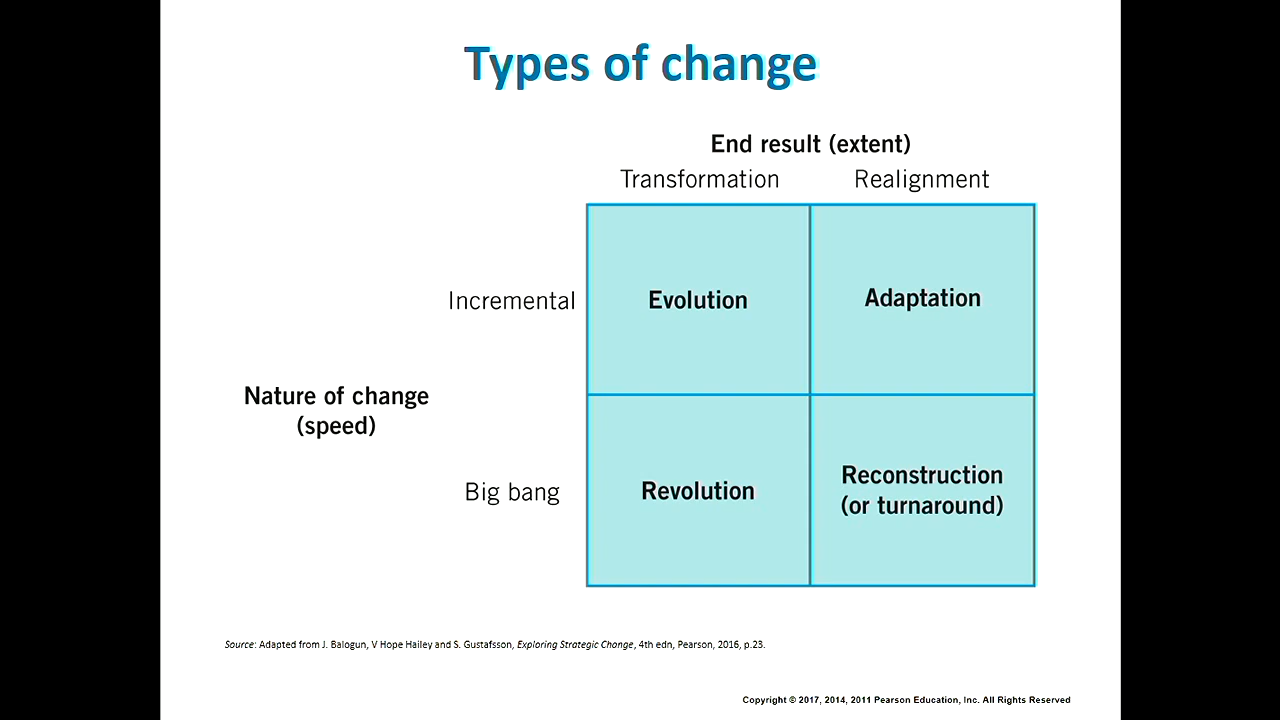 Types of change
End result (extent)
Transformation Realignment
Incremental Evolution Adaptation
Nature of change
(speed)
Big bang Revolution Reconstruction
(or turnaround)
Source: Adapted from J. Balogun, V Hope Hailey and S. Gustafsson, Exploring Strategic Change, 4th edn, Pearson, 2016, p.23.
Copyright © 2017, 2014, 2011 Pearson Education, Inc. All Rights Reserved